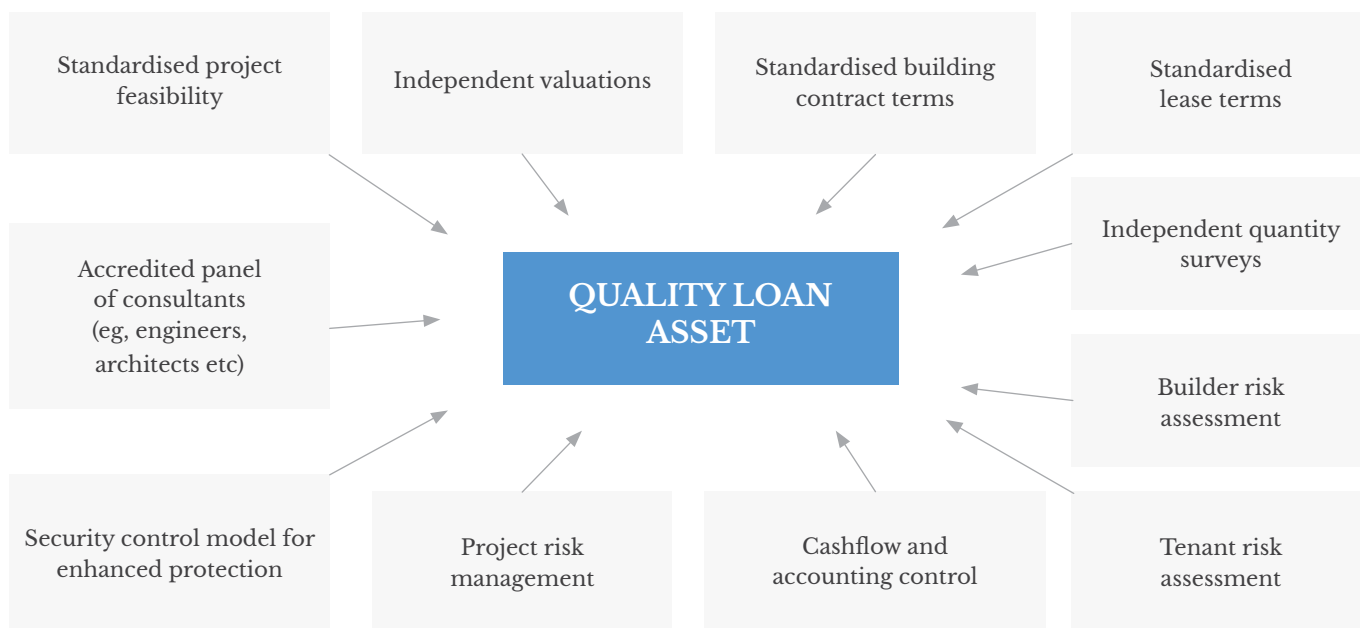 Standardised project
feasibility
Independent valuations
Standardised building
contract terms
Standardised
lease terms
Accredited panel
of consultants
(eg, engineers,
architects etc)
QUALITY LOAN
ASSET
Independent quantity
surveys
Builder risk
assessment
Security control model for
enhanced protection
Project risk
management
Cashflow and
accounting control
Tenant risk
assessment